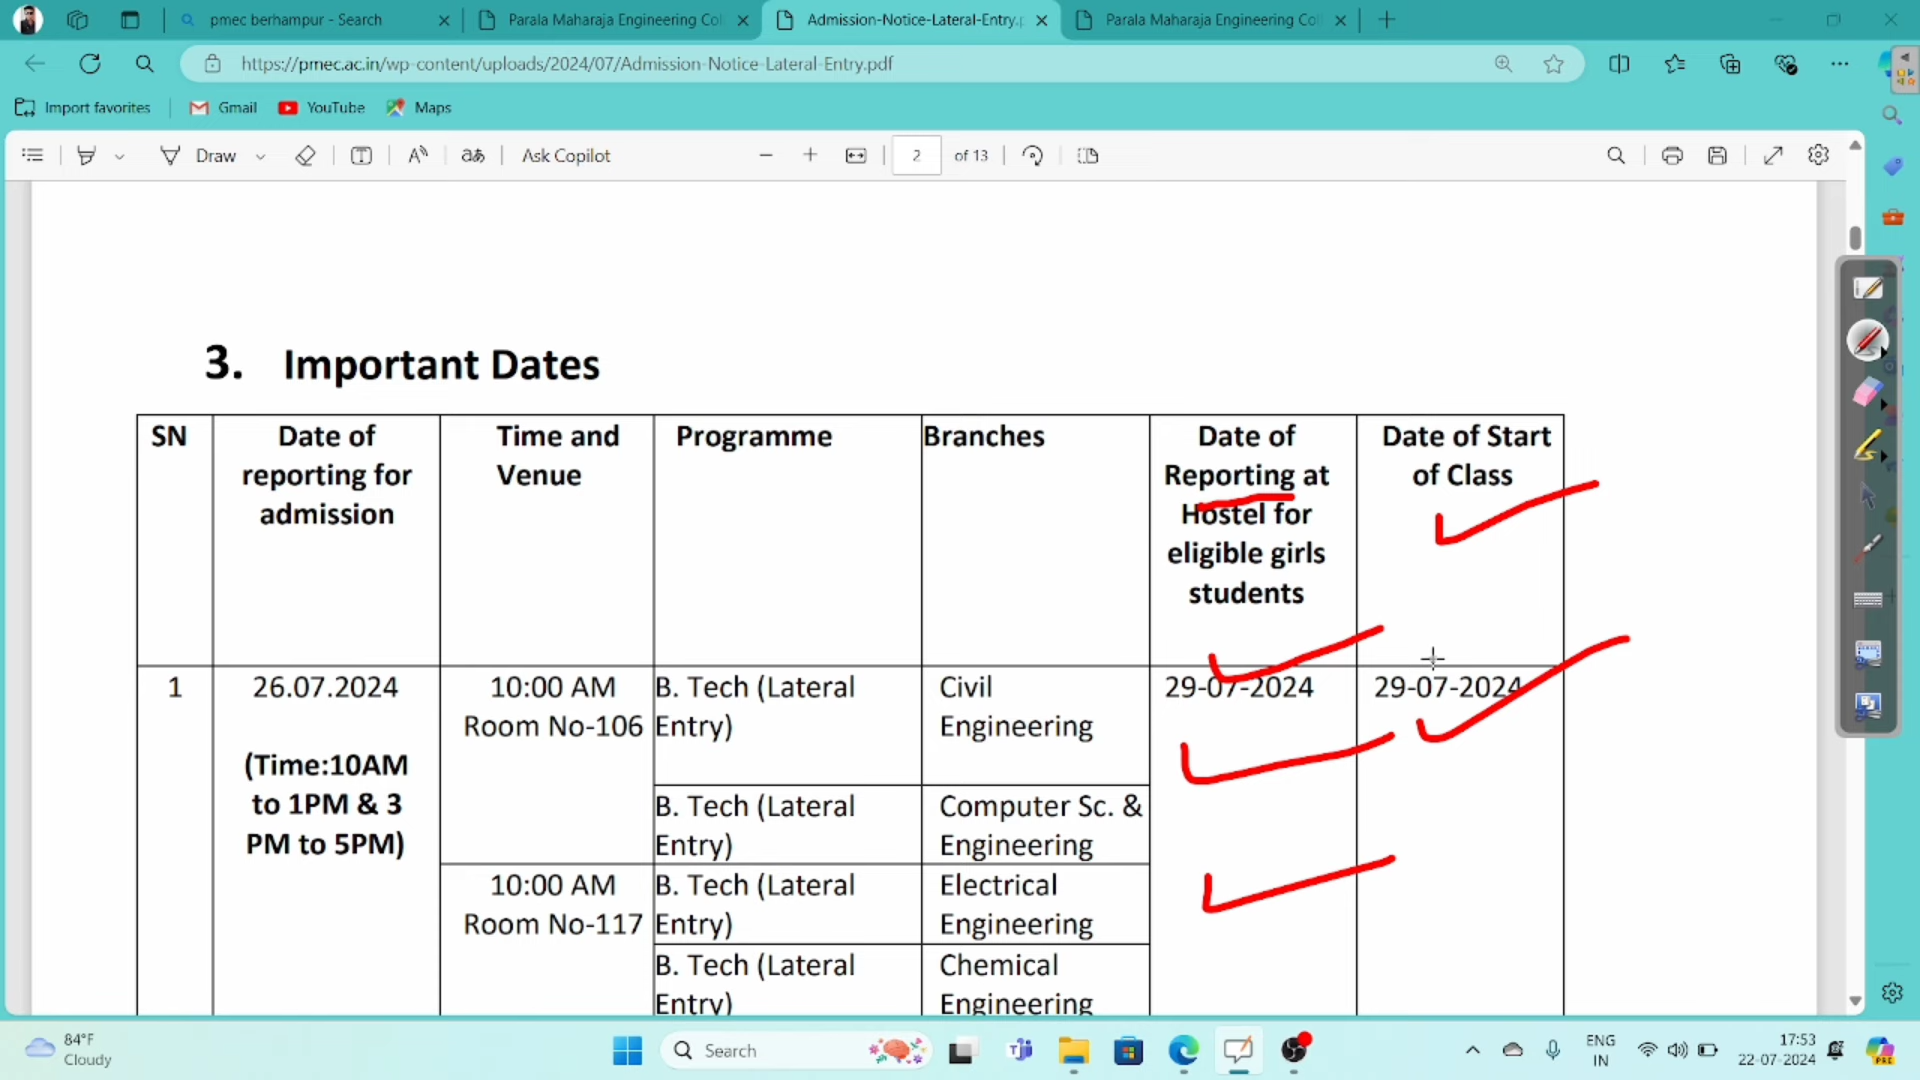 pmec berhampur - Search
Parala Maharaja Engineering Col
Admission-Notice-Lateral-Entry.p
Parala Maharaja Engineering Col
https://pmec.ac.in/wp-content/uploads/2024/07/Admission-Notice-Lateral-Entry.pdf
Import favorites
Gmail
YouTube
Maps
Draw
Ask Copilot
2 of 13
3. Important Dates
SN
Date of
reporting for
admission
Time and
Venue
Programme
Branches
Date of
Reporting at
Hostel for
eligible girls
students
Date of Start
of Class
1
26.07.2024
(Time:10AM
to 1PM & 3
PM to 5PM)
10:00 AM
Room No-106
B. Tech (Lateral
Entry)
Civil
Engineering
29-07-2024
29-07-2024
B. Tech (Lateral
Entry)
Computer Sc. &
Engineering
10:00 AM
Room No-117
B. Tech (Lateral
Entry)
Electrical
Engineering
B. Tech (Lateral
Entry)
Chemical
Engineering
84°F
Cloudy
Search
ENG
IN
17:53
22-07-2024